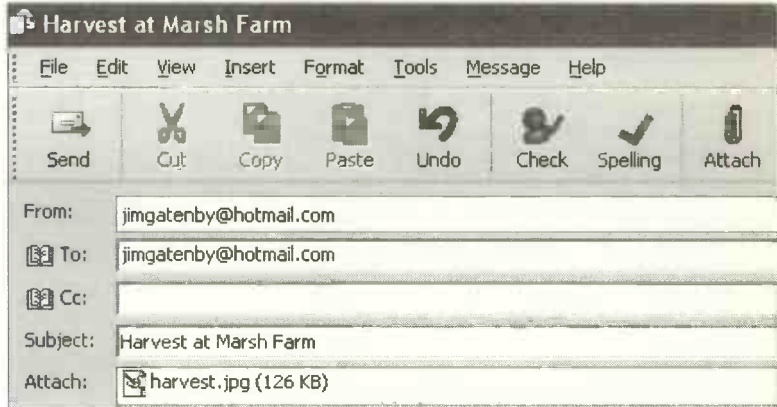 Harvest at Marsh Farm
File Edit View Insert Format Tools Message Help
Send Cut Copy Paste Undo Check Spelling Attach
From: jimgatenby@hotmail.com
To: jimgatenby@hotmail.com
Cc:
Subject: Harvest at Marsh Farm
Attach: harvest.jpg (126 KB)